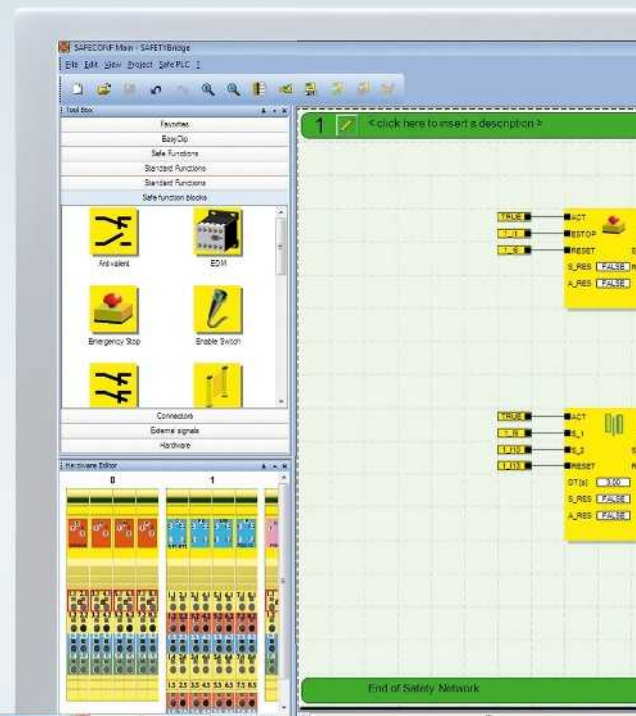 SAFECONF Main - SAFETYBridge
File Edit View Project Safe PLC ?
Tool Box
Favorites
EasyClip
Safe Functions
Standard Functions
Standard Functions
Safe function blocks
Antivalent
EDM
Emergency Stop
Enable Switch
Connectors
External signals
Hardware
Hardware Editor
0
1
1
< click here to insert a description >
TRUE
ACT
ESTOP
RESET
S_RES FALSE
A_RES FALSE
TRUE
ACT
S_1
S_2
RESET
DT[s] 3.00
S_RES FALSE
A_RES FALSE
End of Safety Network